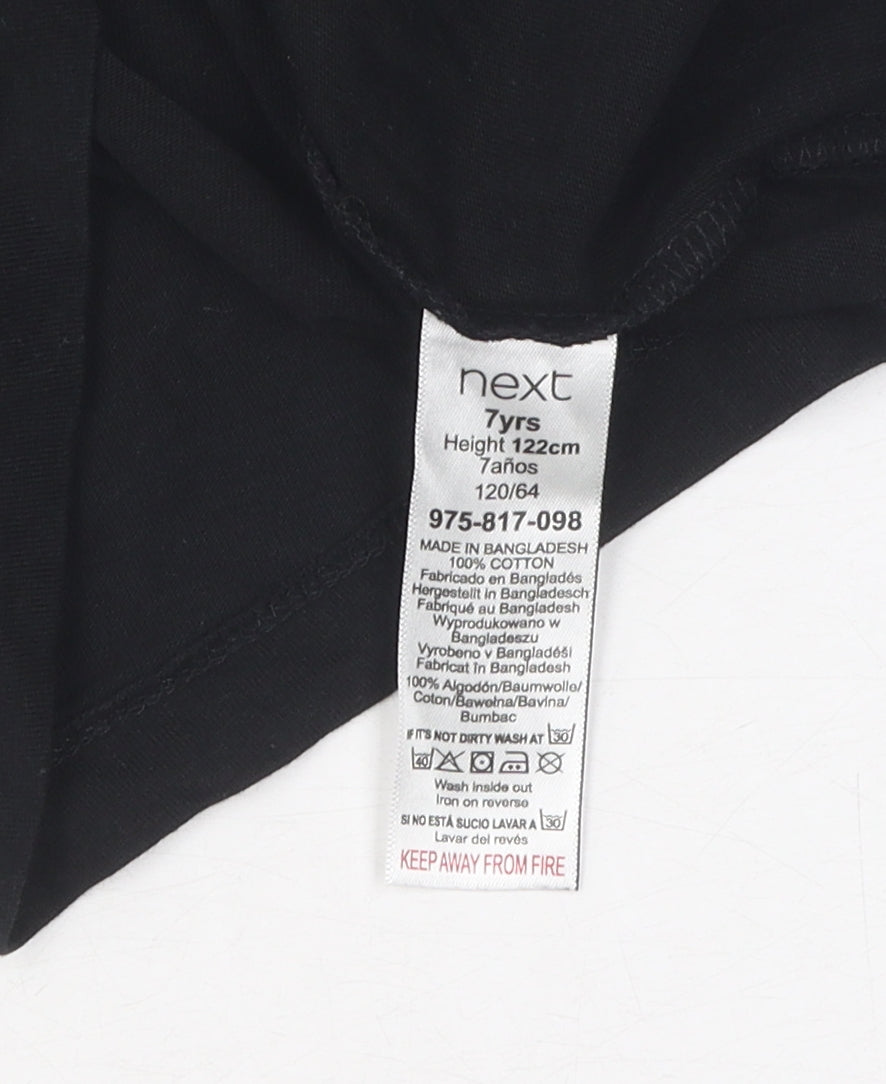 next
7yrs
Height 122cm
7años
120/64
975-817-098
MADE IN BANGLADESH
100% COTTON
Fabricado en Bangladés
Hergestellt in Bangladesch
Fabriqué au Bangladesh
Wyprodukowano w
Bangladeszu
Vyrobeno v Bangladéši
Fabricat în Bangladesh
100% Algodón/Baumwolle/
Coton/Bawełna/Bavlna/
Bumbac
IF IT'S NOT DIRTY WASH AT 30
40
Wash inside out
Iron on reverse
SI NO ESTÁ SUCIO LAVAR A 30
Lavar del revés
KEEP AWAY FROM FIRE